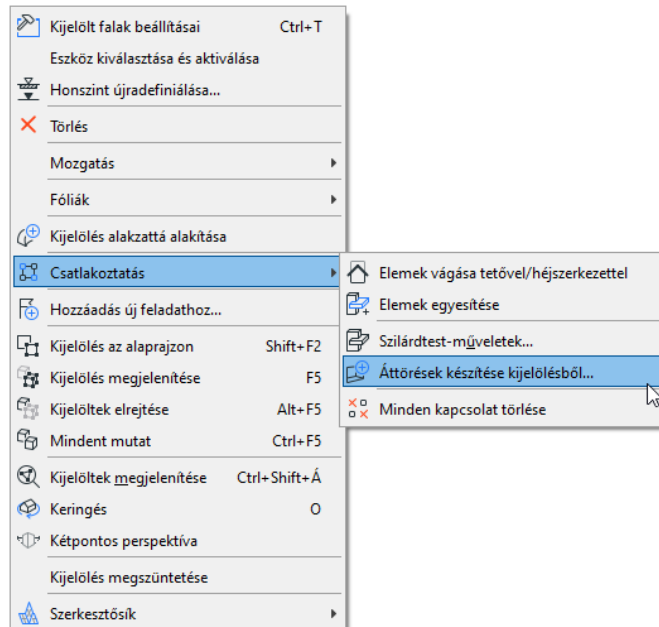 Kijelölt falak beállításai Ctrl+T
Eszköz kiválasztása és aktiválása
Honszint újradefiniálása...
Törlés
Mozgatás
Fóliák
Kijelölés alakzattá alakítása
Csatlakoztatás
Hozzáadás új feladathoz...
Kijelölés az alaprajzon Shift+F2
Kijelölés megjelenítése F5
Kijelöltek elrejtése Alt+F5
Mindent mutat Ctrl+F5
Kijelöltek megjelenítése Ctrl+Shift+Á
Keringés O
Kétpontos perspektíva
Kijelölés megszüntetése
Szerkesztősík
Elemek vágása tetővel/héjszerkezettel
Elemek egyesítése
Szilárdtest-műveletek...
Áttörések készítése kijelölésből...
Minden kapcsolat törlése